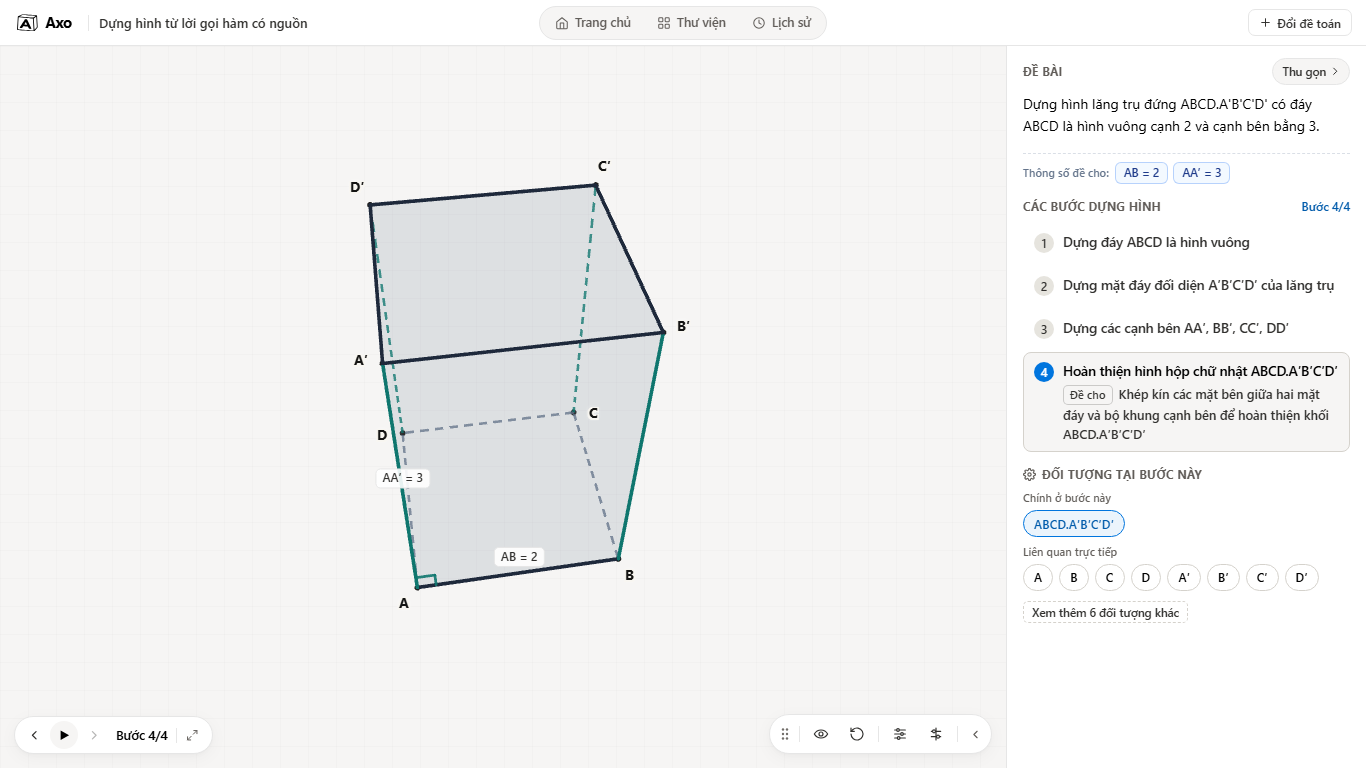 Axo
Dựng hình từ lời gọi hàm có nguồn
Trang chủ
Thư viện
Lịch sử
Đổi đề toán
ĐỀ BÀI
Thu gọn
Dựng hình lăng trụ đứng ABCD.A'B'C'D' có đáy
ABCD là hình vuông cạnh 2 và cạnh bên bằng 3.
Thông số đề cho:
AB = 2
AA′ = 3
CÁC BƯỚC DỰNG HÌNH
Bước 4/4
1
Dựng đáy ABCD là hình vuông
2
Dựng mặt đáy đối diện A′B′C′D′ của lăng trụ
3
Dựng các cạnh bên AA′, BB′, CC′, DD′
4
Hoàn thiện hình hộp chữ nhật ABCD.A′B′C′D′
Đề cho Khép kín các mặt bên giữa hai mặt
đáy và bộ khung cạnh bên để hoàn thiện khối
ABCD.A′B′C′D′
ĐỐI TƯỢNG TẠI BƯỚC NÀY
Chính ở bước này
ABCD.A′B′C′D′
Liên quan trực tiếp
A
B
C
D
A′
B′
C′
D′
Xem thêm 6 đối tượng khác
C′
D′
B′
A′
C
D
AA′ = 3
AB = 2
B
A
Bước 4/4